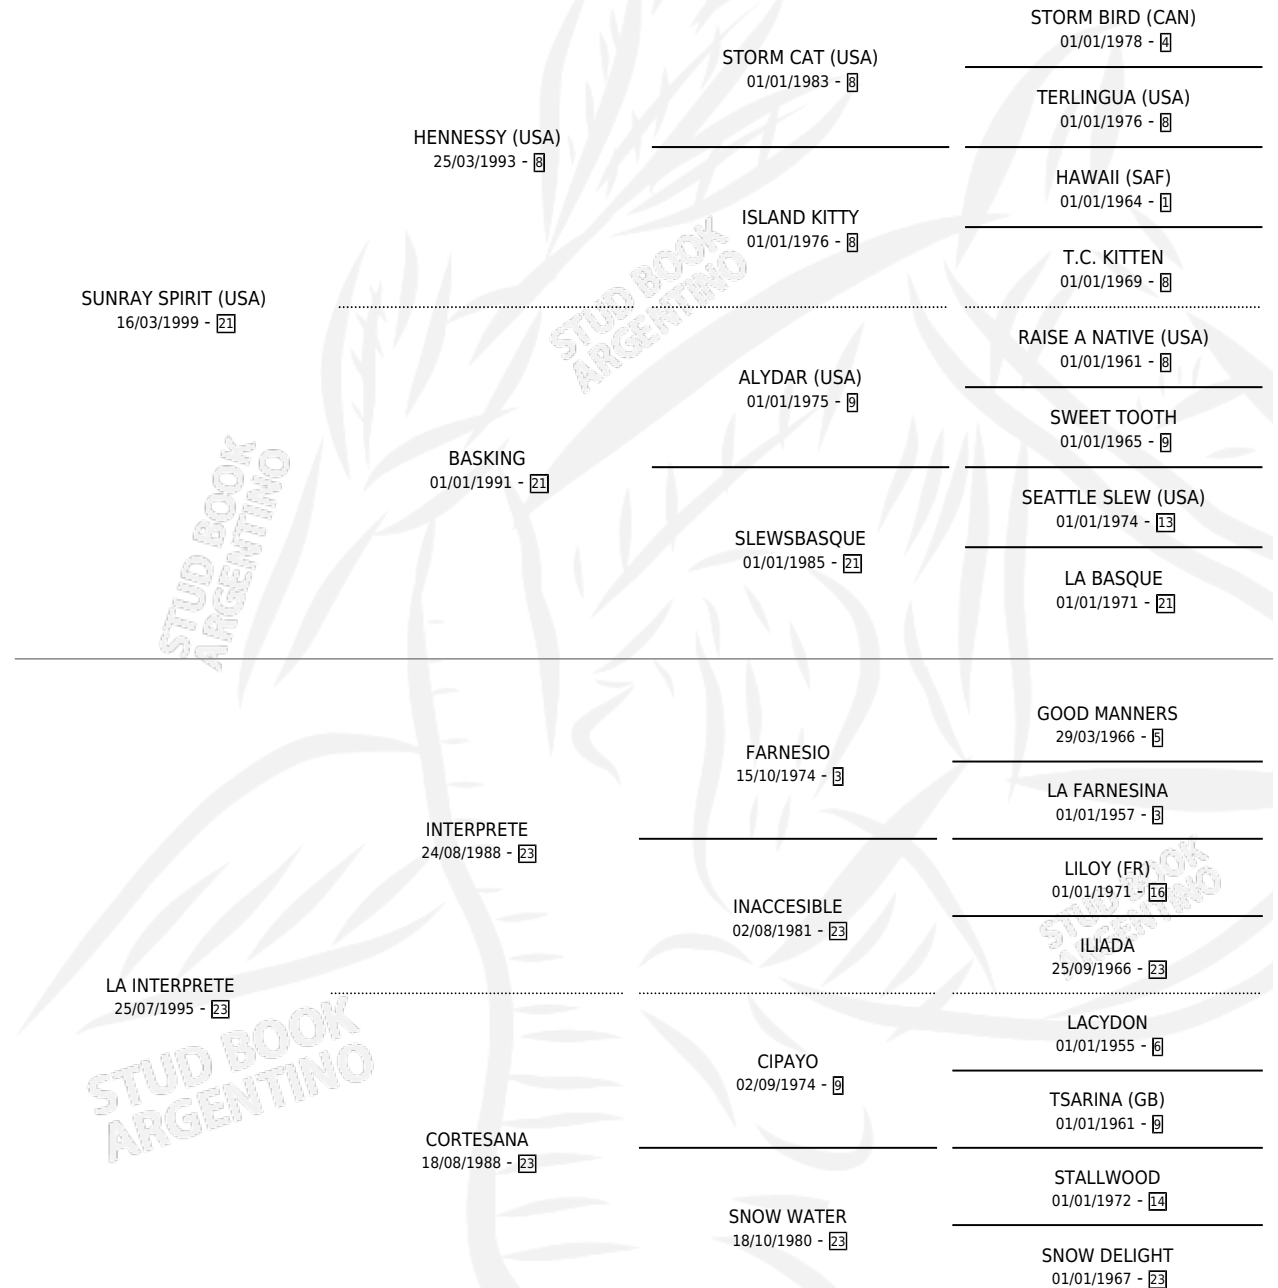 STORM BIRD (CAN)
01/01/1978 - 4
STORM CAT (USA)
01/01/1983 - 8
TERLINGUA (USA)
01/01/1976 - 8
HENNESSY (USA)
25/03/1993 - 8
HAWAII (SAF)
01/01/1964 - 1
ISLAND KITTY
01/01/1976 - 8
T.C. KITTEN
01/01/1969 - 8
SUNRAY SPIRIT (USA)
16/03/1999 - 21
RAISE A NATIVE (USA)
01/01/1961 - 8
ALYDAR (USA)
01/01/1975 - 9
SWEET TOOTH
01/01/1965 - 9
BASKING
01/01/1991 - 21
SEATTLE SLEW (USA)
01/01/1974 - 13
SLEWSBASQUE
01/01/1985 - 21
LA BASQUE
01/01/1971 - 21
GOOD MANNERS
29/03/1966 - 5
FARNESIO
15/10/1974 - 3
LA FARNESINA
01/01/1957 - 3
INTERPRETE
24/08/1988 - 23
LILOY (FR)
01/01/1971 - 16
INACCESIBLE
02/08/1981 - 23
ILIADA
25/09/1966 - 23
LA INTERPRETE
25/07/1995 - 23
LACYDON
01/01/1955 - 6
CIPAYO
02/09/1974 - 9
TSARINA (GB)
01/01/1961 - 9
CORTESANA
18/08/1988 - 23
STALLWOOD
01/01/1972 - 14
SNOW WATER
18/10/1980 - 23
SNOW DELIGHT
01/01/1967 - 23
STUD BOOK
ARGENTINO
STUD BOOK
ARGENTINO
STUD BOOK
ARGENTINO
STUD BOOK
ARGENTINO